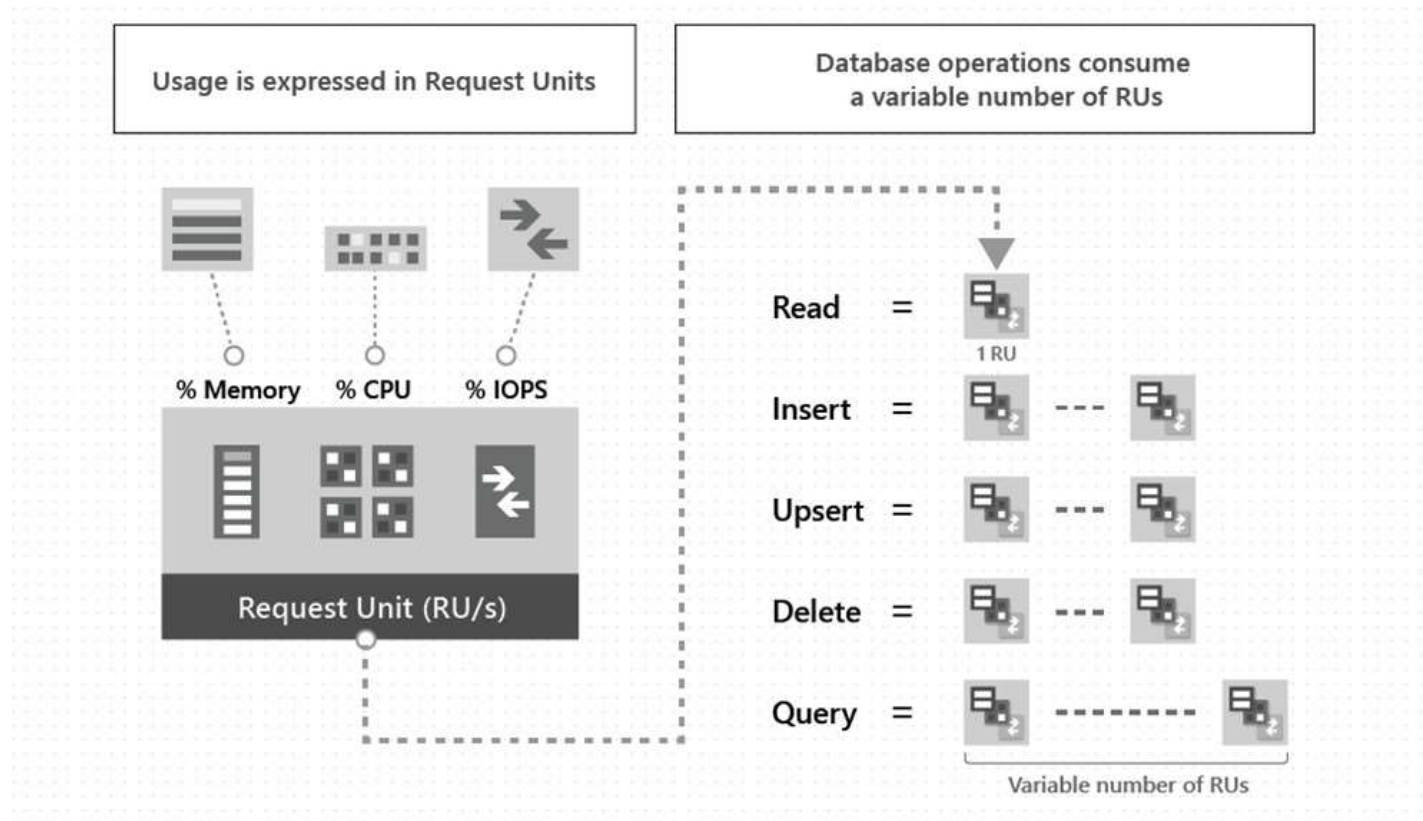 Usage is expressed in Request Units
Database operations consume
a variable number of RUs
% Memory
% CPU
% IOPS
Request Unit (RU/s)
Read =
1 RU
Insert =
Upsert =
Delete =
Query =
Variable number of RUs